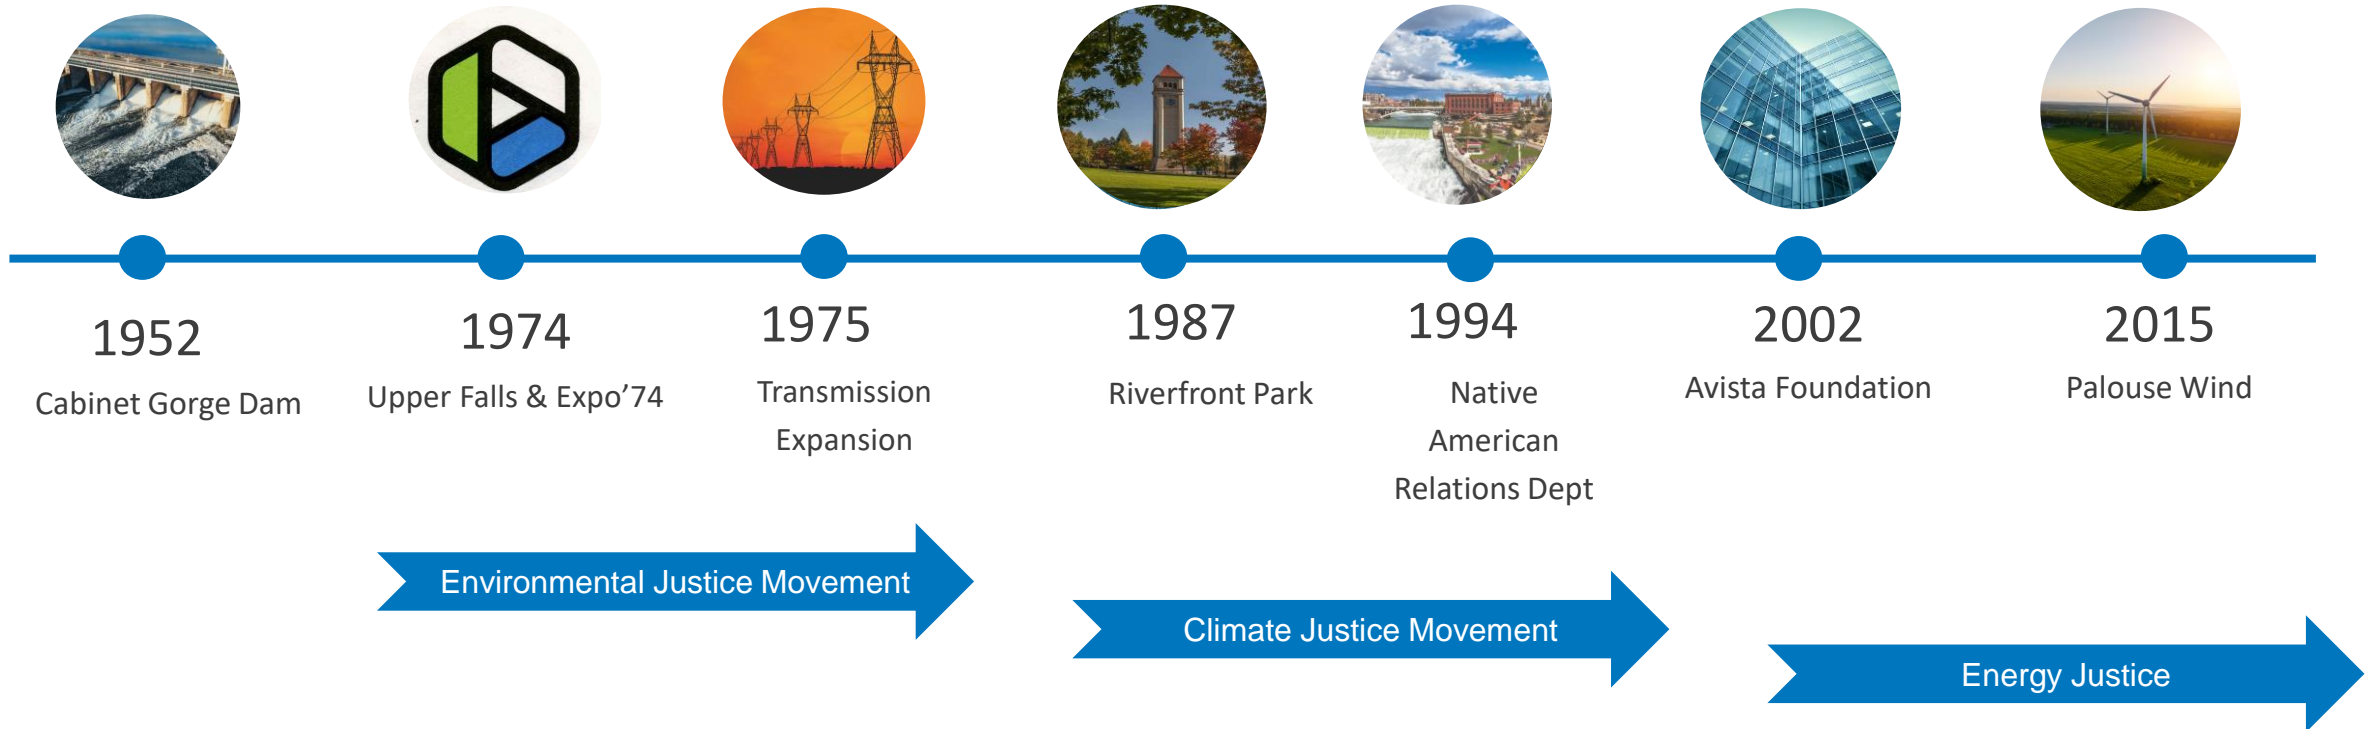 1952
Cabinet Gorge Dam
1974
Upper Falls & Expo’74
1975
Transmission
Expansion
1987
Riverfront Park
1994
Native
American
Relations Dept
2002
Avista Foundation
2015
Palouse Wind
Environmental Justice Movement
Climate Justice Movement
Energy Justice